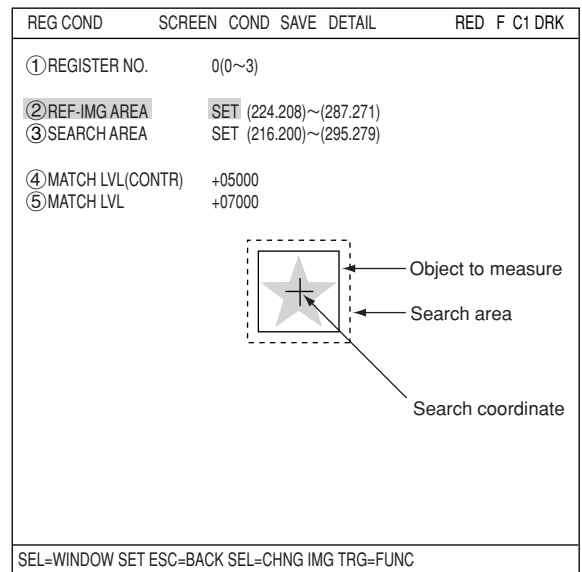 REG COND SCREEN COND SAVE DETAIL RED F C1 DRK
①REGISTER NO. 0(0~3)
②REF-IMG AREA SET (224.208)~(287.271)
③SEARCH AREA SET (216.200)~(295.279)
④MATCH LVL(CONTR) +05000
⑤MATCH LVL +07000
Object to measure
Search area
Search coordinate
SEL=WINDOW SET ESC=BACK SEL=CHNG IMG TRG=FUNC